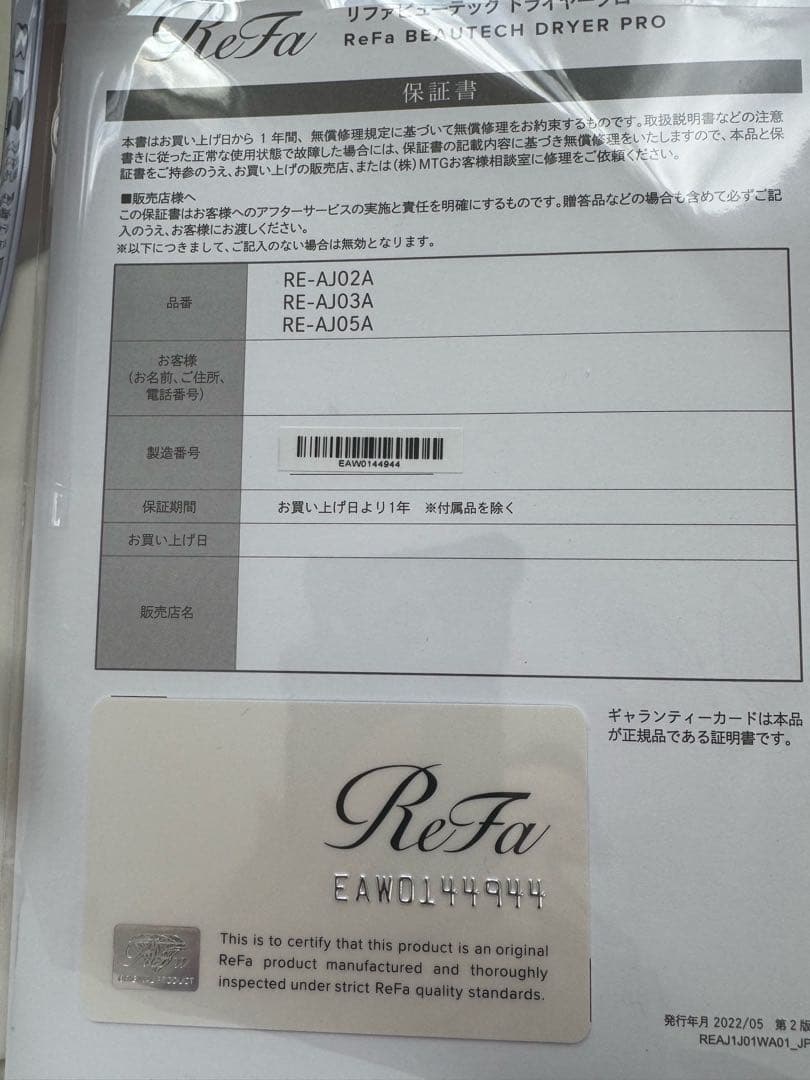 ReFa
リファビューテック ドライヤープロ
ReFa BEAUTECH DRYER PRO
保証書
本書はお買い上げ日から 1 年間、無償修理規定に基づいて無償修理をお約束するものです。取扱説明書などの注意
書きに従った正常な使用状態で故障した場合には、保証書の記載内容に基づき無償修理をいたしますので、本品と保
証書をご持参のうえ、お買い上げの販売店、または（株）MTGお客様相談室に修理をご依頼ください。
■販売店様へ
この保証書はお客様へのアフターサービスの実施と責任を明確にするものです。贈答品などの場合も含めて必ずご記
入のうえ、お客様にお渡しください。
※以下につきまして、ご記入のない場合は無効となります。
品番
RE-AJ02A
RE-AJ03A
RE-AJ05A
お客様
（お名前、ご住所、
電話番号）
製造番号
EAW0144944
保証期間
お買い上げ日より1年 ※付属品を除く
お買い上げ日
販売店名
ギャランティーカードは本品
が正規品である証明書です。
ReFa
EAW0144944
This is to certify that this product is an original
ReFa product manufactured and thoroughly
inspected under strict ReFa quality standards.
ReFa
発行年月 2022/05 第2版
REAJ1J01WA01_JP